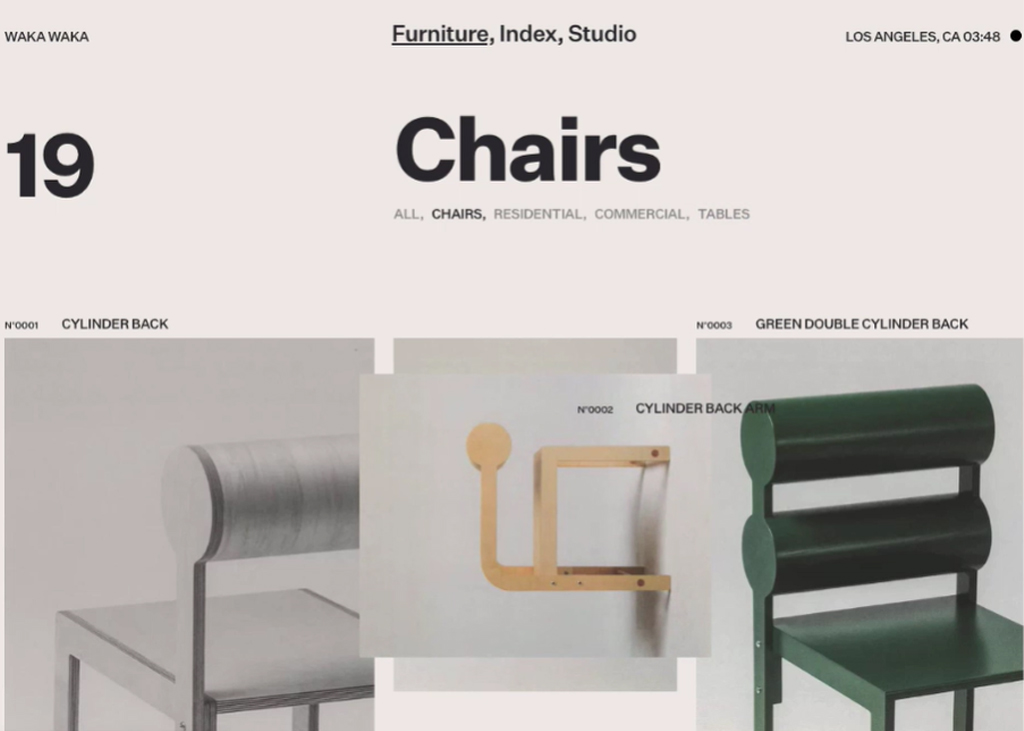 WAKA WAKA
Furniture, Index, Studio
LOS ANGELES, CA 03:48
19
Chairs
ALL, CHAIRS, RESIDENTIAL, COMMERCIAL, TABLES
N°0001 CYLINDER BACK
N°0003 GREEN DOUBLE CYLINDER BACK
N°0002 CYLINDER BACK ARM